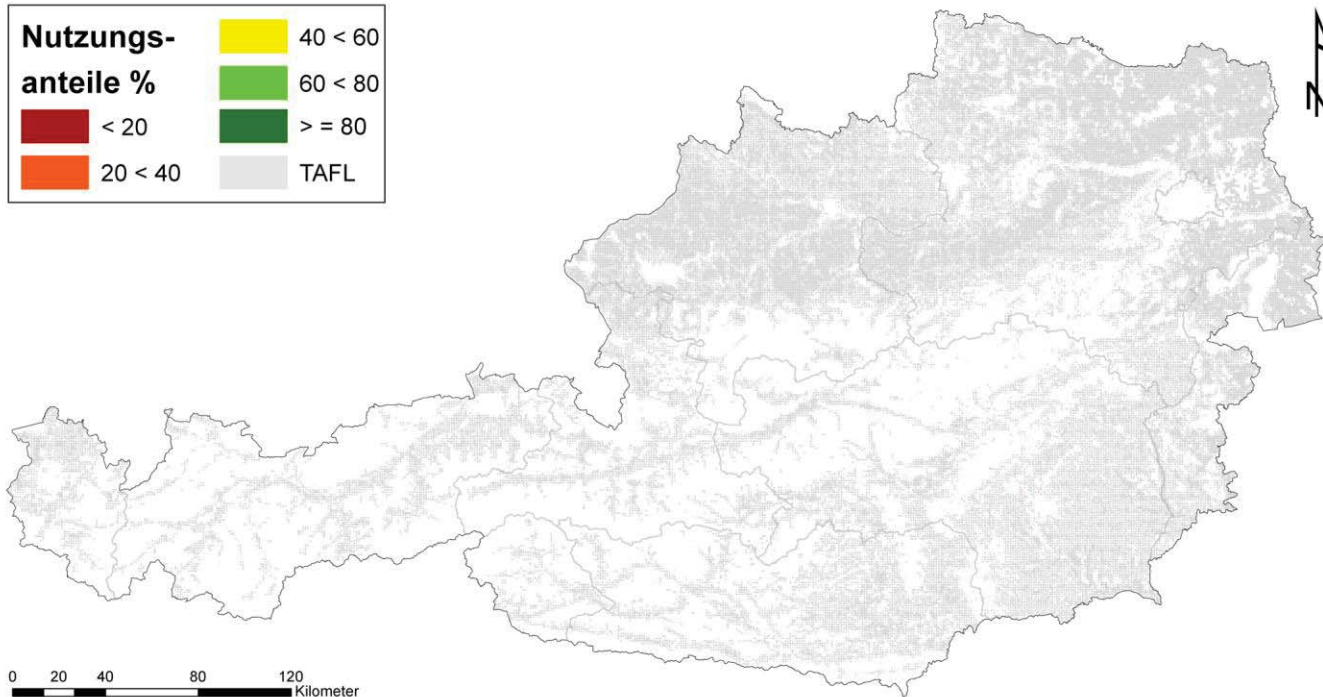 Nutzungs-
anteile %
< 20
20 < 40
40 < 60
60 < 80
> = 80
TAFL
N
0 20 40 80 120
Kilometer